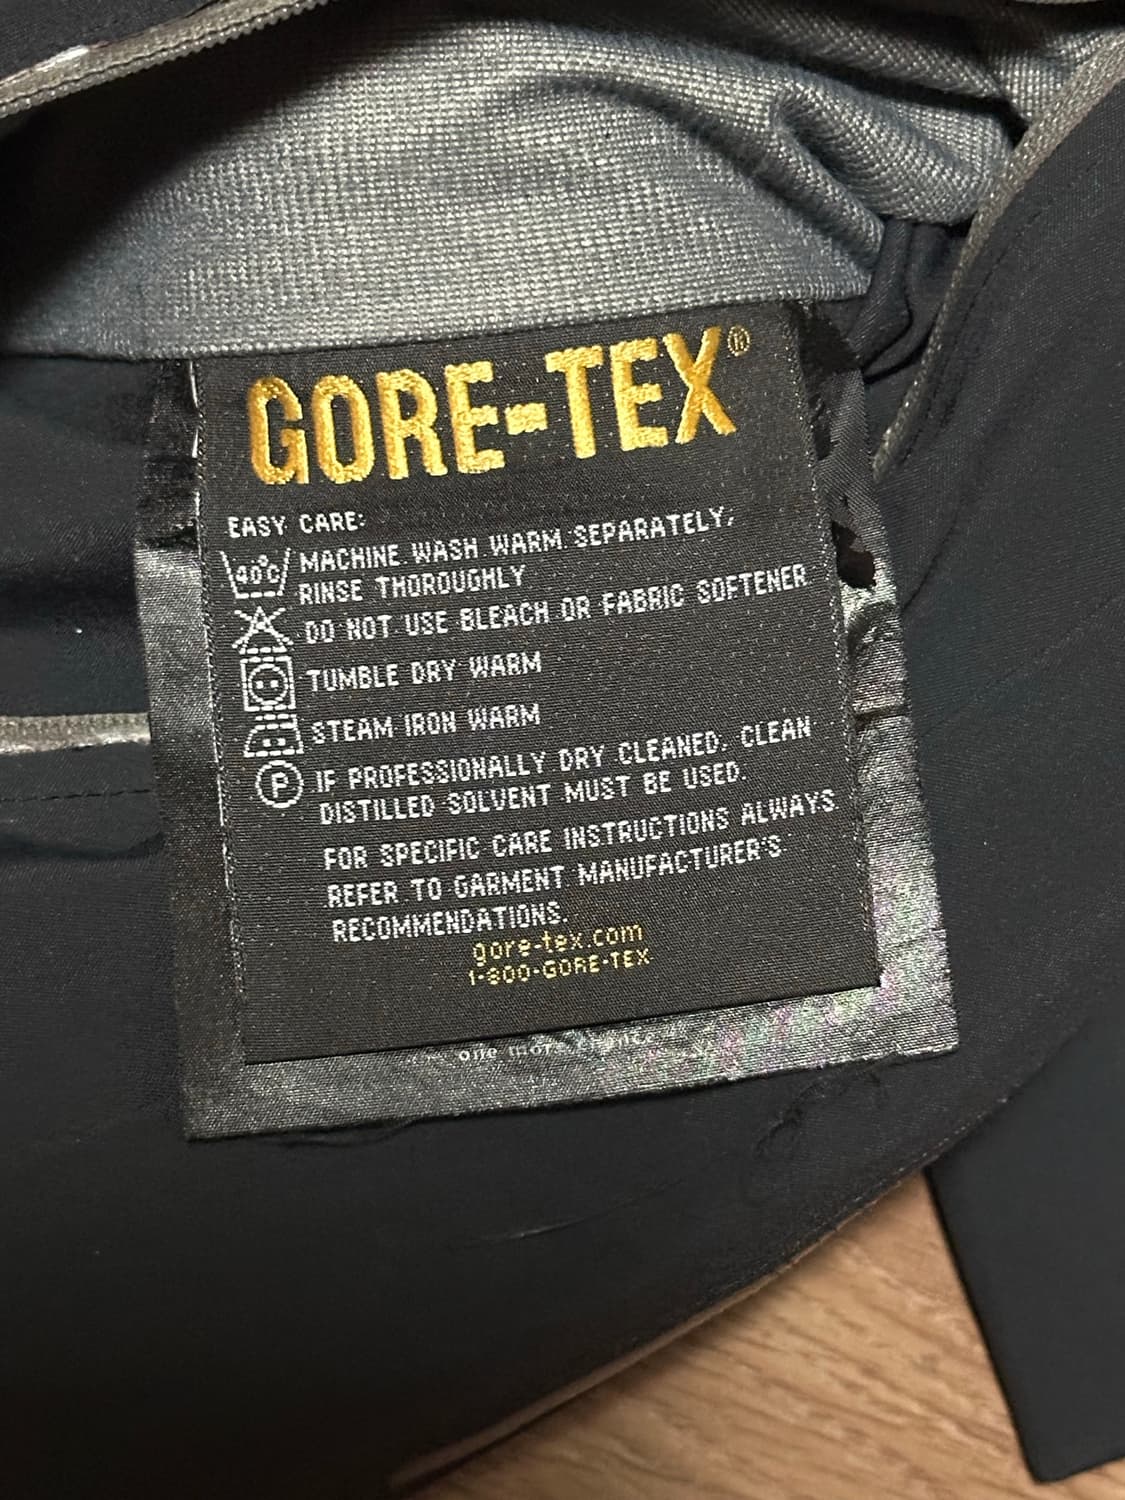 GORE-TEX®
EASY CARE:
40°C MACHINE WASH WARM SEPARATELY,
RINSE THOROUGHLY
DO NOT USE BLEACH OR FABRIC SOFTENER
TUMBLE DRY WARM
STEAM IRON WARM
P IF PROFESSIONALLY DRY CLEANED, CLEAN
DISTILLED SOLVENT MUST BE USED.
FOR SPECIFIC CARE INSTRUCTIONS ALWAYS
REFER TO GARMENT MANUFACTURER'S
RECOMMENDATIONS.
gore-tex.com
1-800-GORE-TEX
one more